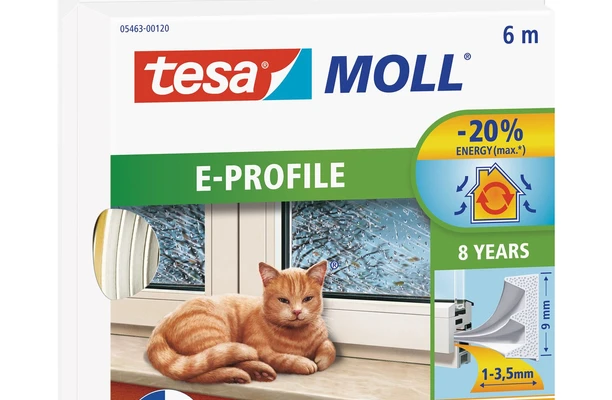 05463-00120
6 m
tesa® MOLL®
-20%
ENERGY (max.*)
E-PROFILE
8 YEARS
9 mm
1-3,5mm